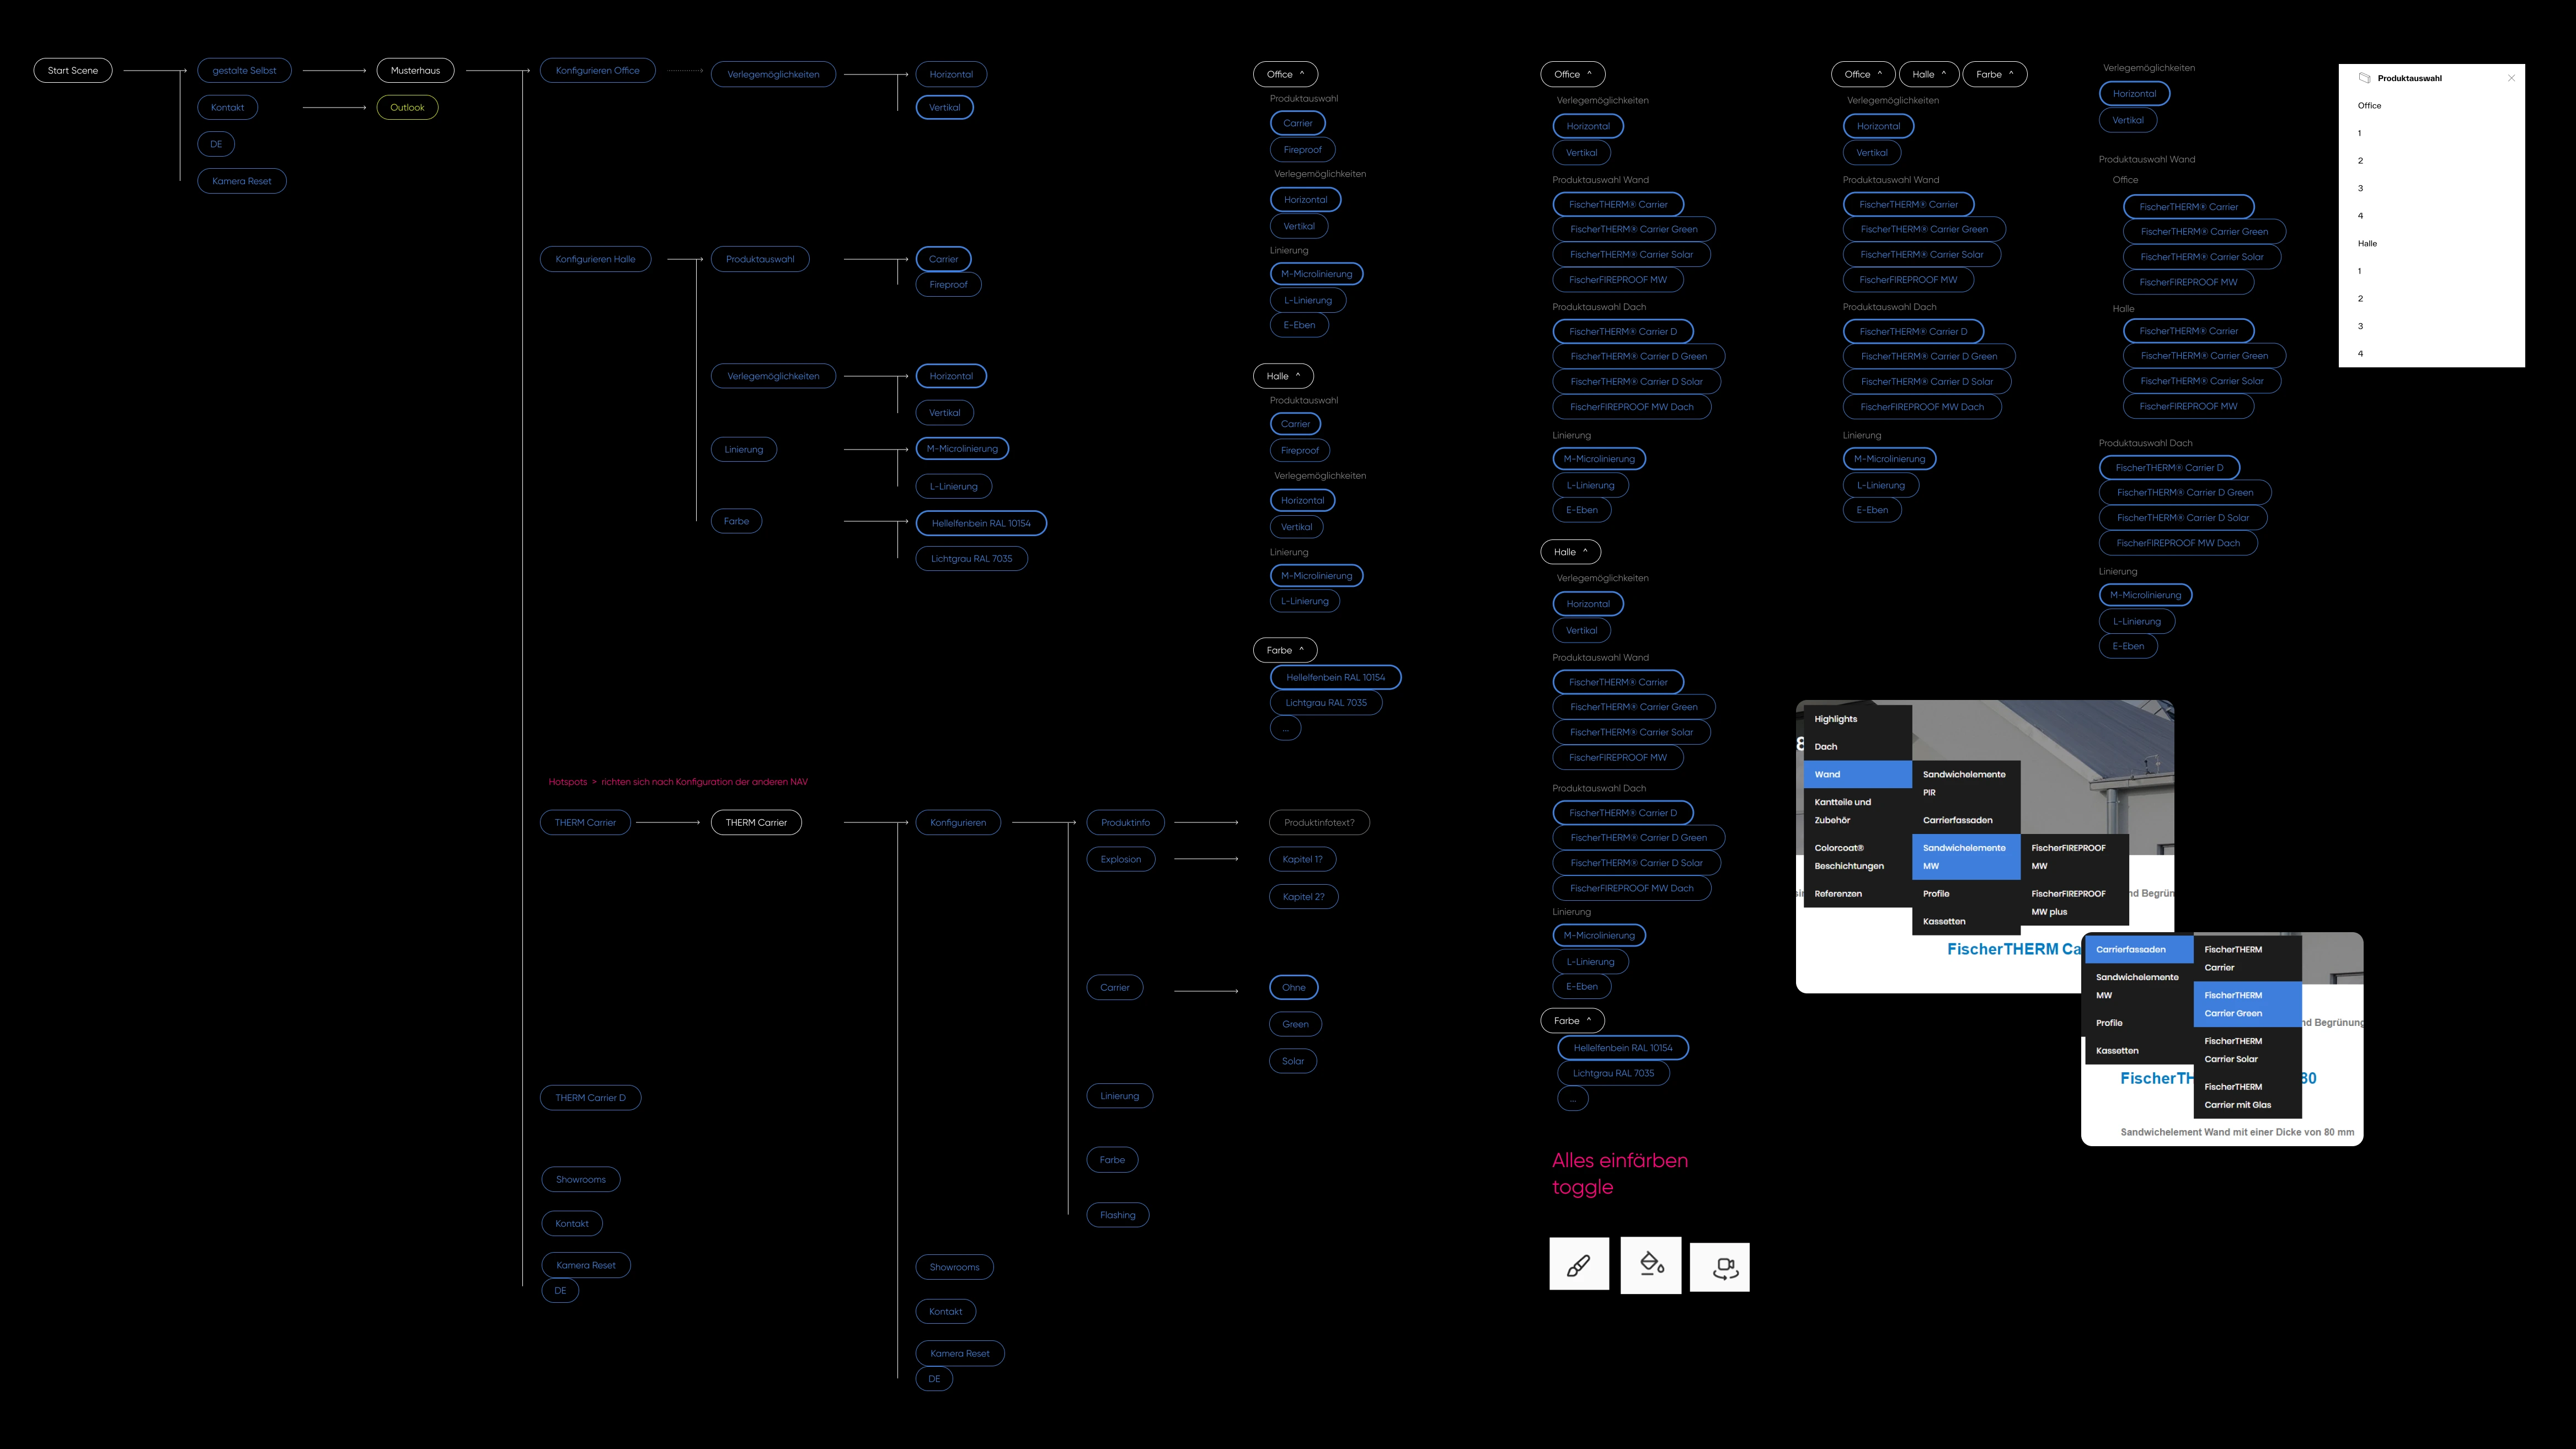 Start Scene
gestalte Selbst
Kontakt
DE
Kamera Reset
Musterhaus
Outlook
Konfigurieren Office
Verlegemöglichkeiten
Horizontal
Vertikal
Konfigurieren Halle
Produktauswahl
Carrier
Fireproof
Verlegemöglichkeiten
Horizontal
Vertikal
Linierung
M-Microlinierung
L-Linierung
Farbe
Hellelfenbein RAL 10154
Lichtgrau RAL 7035
Hotspots > richten sich nach Konfiguration der anderen NAV
THERM Carrier
THERM Carrier
Konfigurieren
Produktinfo
Produktinfotext?
Explosion
Kapitel 1?
Kapitel 2?
Carrier
Ohne
Green
Solar
Linierung
Farbe
Flashing
THERM Carrier D
Showrooms
Kontakt
Kamera Reset
DE
Showrooms
Kontakt
Kamera Reset
DE
Office ^
Produktauswahl
Carrier
Fireproof
Verlegemöglichkeiten
Horizontal
Vertikal
Linierung
M-Microlinierung
L-Linierung
E-Eben
Halle ^
Produktauswahl
Carrier
Fireproof
Verlegemöglichkeiten
Horizontal
Vertikal
Linierung
M-Microlinierung
L-Linierung
Farbe ^
Hellelfenbein RAL 10154
Lichtgrau RAL 7035
...
Office ^
Verlegemöglichkeiten
Horizontal
Vertikal
Produktauswahl Wand
FischerTHERM® Carrier
FischerTHERM® Carrier Green
FischerTHERM® Carrier Solar
FischerFIREPROOF MW
Produktauswahl Dach
FischerTHERM® Carrier D
FischerTHERM® Carrier D Green
FischerTHERM® Carrier D Solar
FischerFIREPROOF MW Dach
Linierung
M-Microlinierung
L-Linierung
E-Eben
Halle ^
Verlegemöglichkeiten
Horizontal
Vertikal
Produktauswahl Wand
FischerTHERM® Carrier
FischerTHERM® Carrier Green
FischerTHERM® Carrier Solar
FischerFIREPROOF MW
Produktauswahl Dach
FischerTHERM® Carrier D
FischerTHERM® Carrier D Green
FischerTHERM® Carrier D Solar
FischerFIREPROOF MW Dach
Linierung
M-Microlinierung
L-Linierung
E-Eben
Farbe ^
Hellelfenbein RAL 10154
Lichtgrau RAL 7035
...
Alles einfärben
toggle
Office ^ Halle ^ Farbe ^
Verlegemöglichkeiten
Horizontal
Vertikal
Produktauswahl Wand
FischerTHERM® Carrier
FischerTHERM® Carrier Green
FischerTHERM® Carrier Solar
FischerFIREPROOF MW
Produktauswahl Dach
FischerTHERM® Carrier D
FischerTHERM® Carrier D Green
FischerTHERM® Carrier D Solar
FischerFIREPROOF MW Dach
Linierung
M-Microlinierung
L-Linierung
E-Eben
Verlegemöglichkeiten
Horizontal
Vertikal
Produktauswahl Wand
Office
FischerTHERM® Carrier
FischerTHERM® Carrier Green
FischerTHERM® Carrier Solar
FischerFIREPROOF MW
Halle
FischerTHERM® Carrier
FischerTHERM® Carrier Green
FischerTHERM® Carrier Solar
FischerFIREPROOF MW
Produktauswahl Dach
FischerTHERM® Carrier D
FischerTHERM® Carrier D Green
FischerTHERM® Carrier D Solar
FischerFIREPROOF MW Dach
Linierung
M-Microlinierung
L-Linierung
E-Eben
Produktauswahl
Office
1
2
3
4
Halle
1
2
3
4
Highlights
Dach
Wand
Kantteile und
Zubehör
Colorcoat®
Beschichtungen
Referenzen
Sandwichelemente
PIR
Carrierfassaden
Sandwichelemente
MW
Profile
Kassetten
FischerFIREPROOF
MW
FischerFIREPROOF
MW plus
nd Begrün
FischerTHERM Ca
Carrierfassaden
Sandwichelemente
MW
Profile
Kassetten
FischerTHERM
Carrier
FischerTHERM
Carrier Green
FischerTHERM
Carrier Solar
FischerTHERM
Carrier mit Glas
nd Begrünung
FischerTH
80
Sandwichelement Wand mit einer Dicke von 80 mm